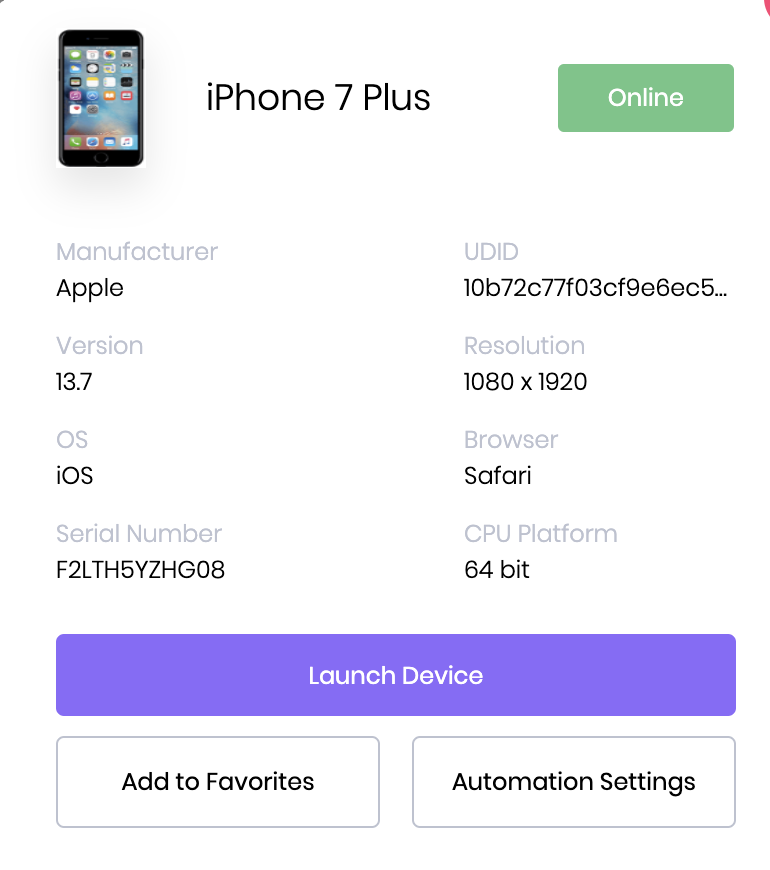 iPhone 7 Plus
Online
Manufacturer
Apple
UDID
10b72c77f03cf9e6ec5...
Version
13.7
Resolution
1080 x 1920
OS
iOS
Browser
Safari
Serial Number
F2LTH5YZHG08
CPU Platform
64 bit
Launch Device
Add to Favorites
Automation Settings